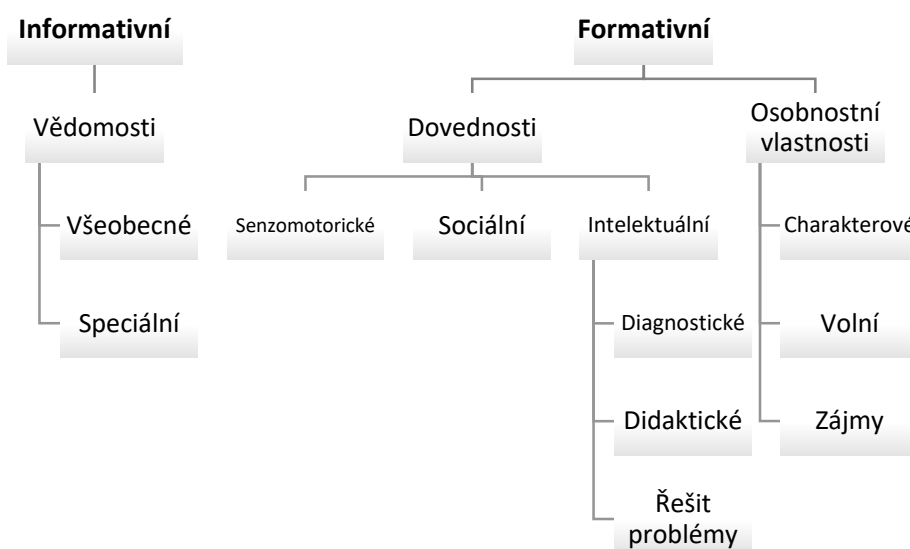 Informativní
Formativní
Vědomosti
Dovednosti
Osobnostní
vlastnosti
Všeobecné
Senzomotorické
Sociální
Intelektuální
Charakterové
Speciální
Diagnostické
Volní
Didaktické
Zájmy
Řešit
problémy